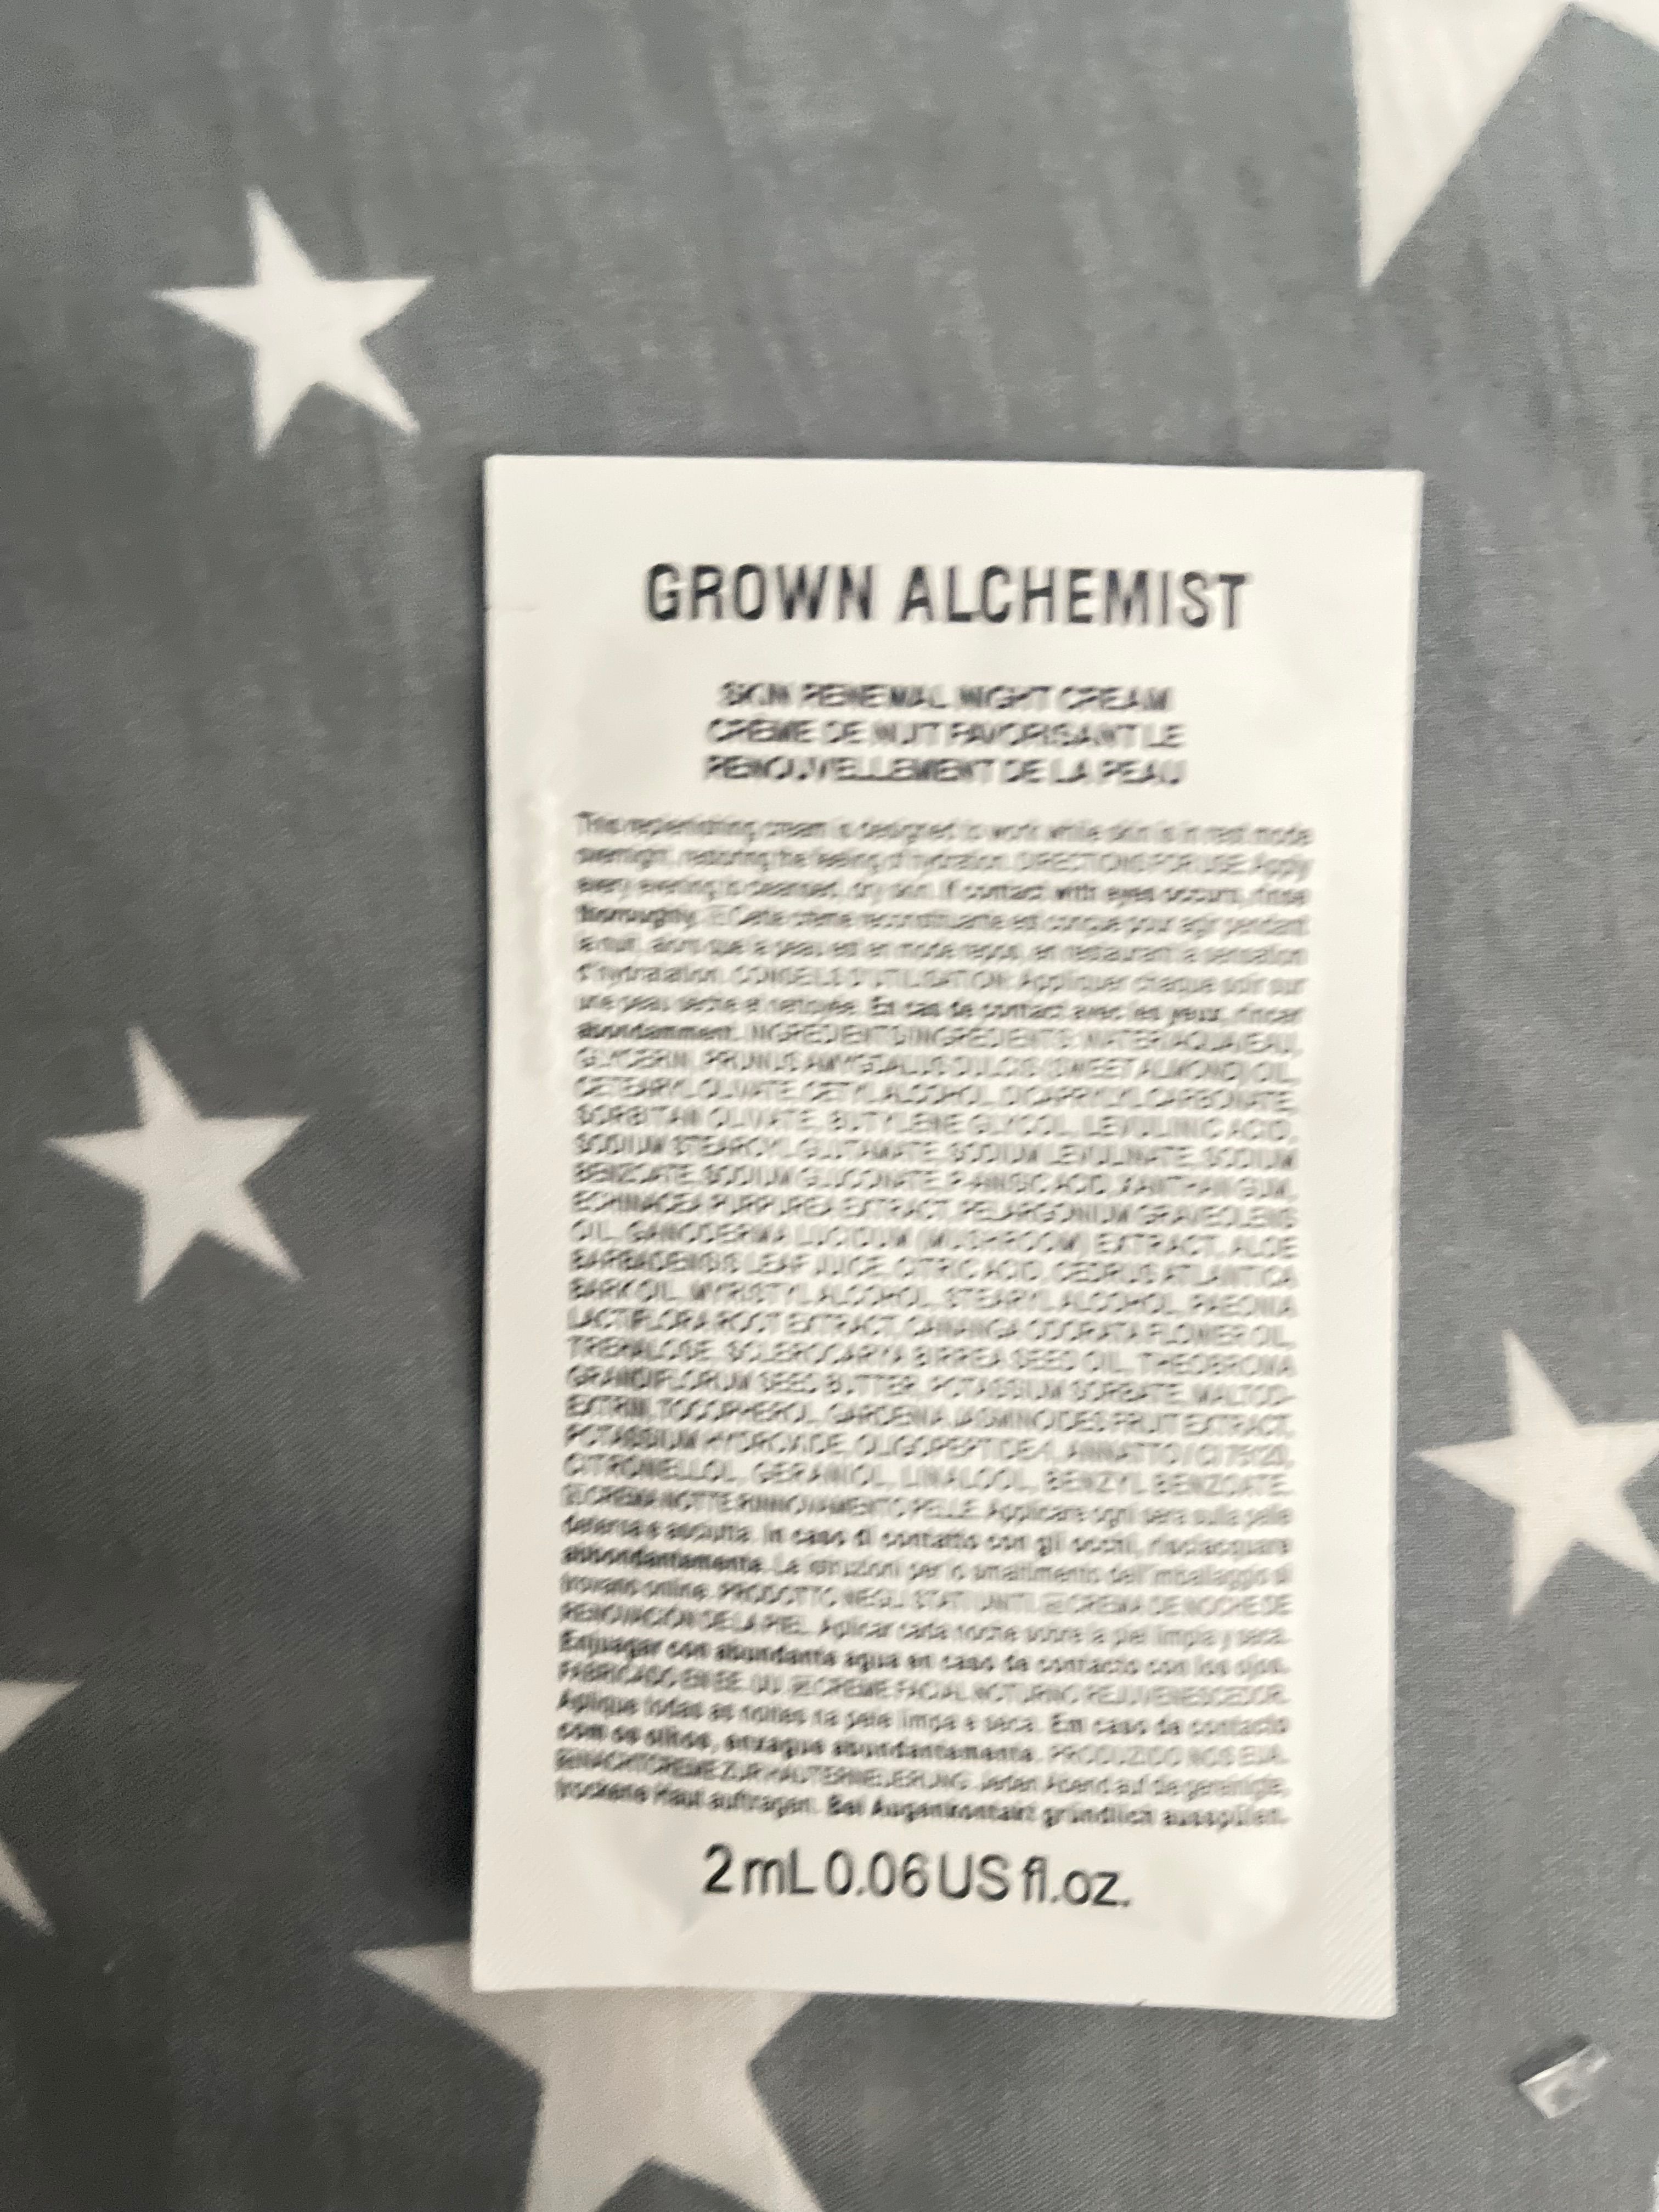 GROWN ALCHEMIST
SKIN RENEWAL NIGHT CREAM
CRÈME DE NUIT FAVORISANT LE
RENOUVELLEMENT DE LA PEAU
This replenishing cream is designed to work while skin is in rest mode
overnight, restoring the feeling of hydration. DIRECTIONS FOR USE: Apply
every evening to cleansed, dry skin. If contact with eyes occurs, rinse
thoroughly. Cette crème reconstituante est conçue pour agir pendant
la nuit, alors que la peau est en mode repos, en restaurant la sensation
d'hydratation. CONSEILS D'UTILISATION: Appliquer chaque soir sur
une peau sèche et nettoyée. En cas de contact avec les yeux, rincer
abondamment. INGREDIENTS/INGRÉDIENTS: WATER/AQUA/EAU,
GLYCERIN, PRUNUS AMYGDALUS DULCIS (SWEET ALMOND) OIL,
CETEARYL OLIVATE, CETYL ALCOHOL, DICAPRYLYL CARBONATE,
SORBITAN OLIVATE, BUTYLENE GLYCOL, LEVULINIC ACID,
SODIUM STEAROYL GLUTAMATE, SODIUM LEVULINATE, SODIUM
BENZOATE, SODIUM GLUCONATE, P-ANISIC ACID, XANTHAN GUM,
ECHINACEA PURPUREA EXTRACT, PELARGONIUM GRAVEOLENS
OIL, GANODERMA LUCIDUM (MUSHROOM) EXTRACT, ALOE
BARBADENSIS LEAF JUICE, CITRIC ACID, CEDRUS ATLANTICA
BARK OIL, MYRISTYL ALCOHOL, STEARYL ALCOHOL, PAEONIA
LACTIFLORA ROOT EXTRACT, CANANGA ODORATA FLOWER OIL,
TREHALOSE, SCLEROCARYA BIRREA SEED OIL, THEOBROMA
GRANDIFLORUM SEED BUTTER, POTASSIUM SORBATE, MALTOD-
EXTRIN, TOCOPHEROL, GARDENIA JASMINOIDES FRUIT EXTRACT,
POTASSIUM HYDROXIDE, OLIGOPEPTIDE-1, ANNATTO / CI 75120,
CITRONELLOL, GERANIOL, LINALOOL, BENZYL BENZOATE.
CREMA NOTTE RINNOVAMENTO PELLE. Applicare ogni sera sulla pelle
detersa e asciutta. In caso di contatto con gli occhi, risciacquare
abbondantemente. Le istruzioni per lo smaltimento dell'imballaggio si
trovano online. PRODOTTO NEGLI STATI UNITI. CREMA DE NOCHE DE
RENOVACIÓN DE LA PIEL. Aplicar cada noche sobre la piel limpia y seca.
Enjuagar con abundante agua en caso de contacto con los ojos.
FABRICADO EN EE. UU. CREME FACIAL NOTURNO REJUVENESCEDOR.
Aplique todas as noites na pele limpa e seca. Em caso de contacto
com os olhos, enxague abundantemente. PRODUZIDO NOS EUA.
NACHTCREME ZUR HAUTERNEUERUNG. Jeden Abend auf die gereinigte,
trockene Haut auftragen. Bei Augenkontakt gründlich ausspülen.
2 mL 0.06 US fl.oz.